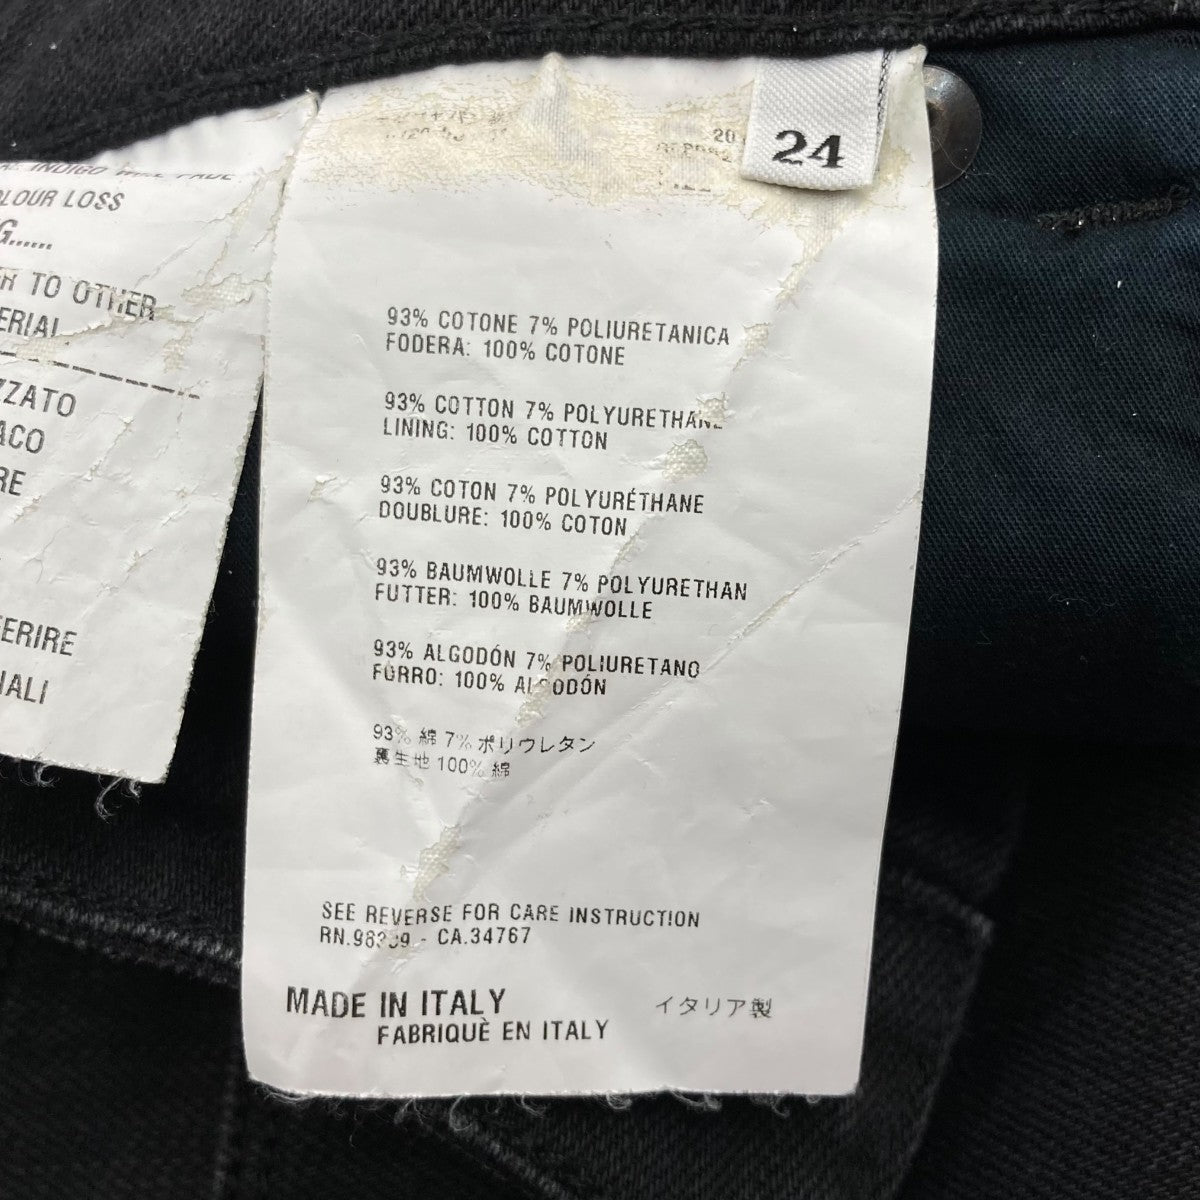 24
20
COLOUR LOSS
TO OTHER
93% COTONE 7% POLIURETANICA
FODERA: 100% COTONE
93% COTTON 7% POLYURETHANE
LINING: 100% COTTON
93% COTON 7% POLYURÉTHANE
DOUBLURE: 100% COTON
93% BAUMWOLLE 7% POLYURETHAN
FUTTER: 100% BAUMWOLLE
93% ALGODÓN 7% POLIURETANO
FORRO: 100% ALGODÓN
93% 綿 7% ポリウレタン
裏生地 100% 綿
SEE REVERSE FOR CARE INSTRUCTION
CA.34767
MADE IN ITALY
FABRIQUÈ EN ITALY
イタリア製